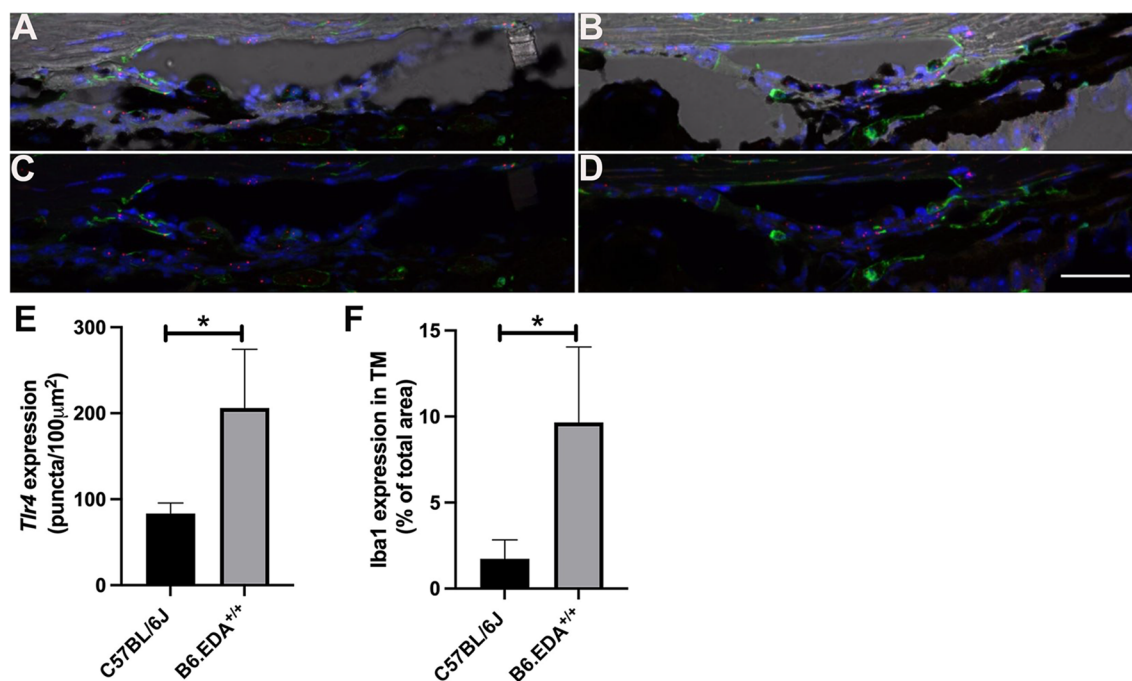 A
B
C
D
E
F
300
200
100
0
Tlr4 expression
(puncta/100μm²)
*
C57BL/6J
B6.EDA+/+
15
10
5
0
Iba1 expression in TM
(% of total area)
*
C57BL/6J
B6.EDA+/+